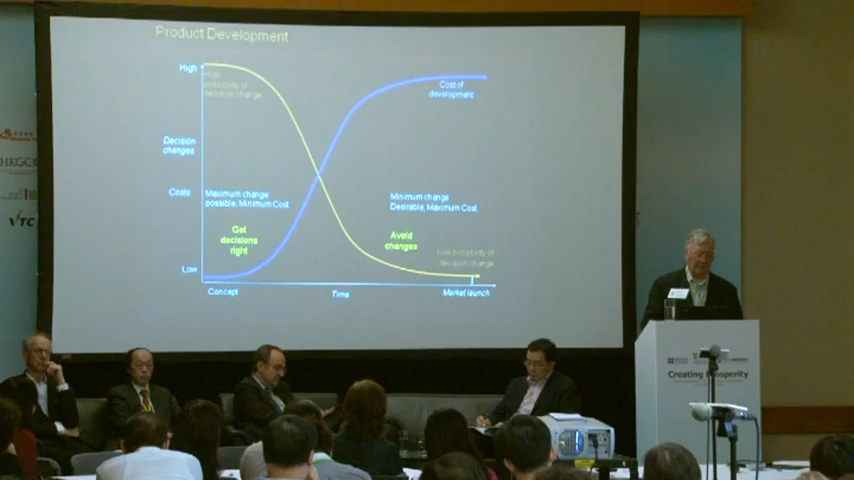 Product Development
High
High
possibility of
decision change
Cost of
development
Decision
changes
Costs
Maximum change
possible, Minimum Cost
Minimum change
Desirable, Maximum Cost
Get
decisions
right
Avoid
changes
Low possibility of
decision change
Low
Concept
Time
Market launch
HKGC
VTC
Creating Prosperity